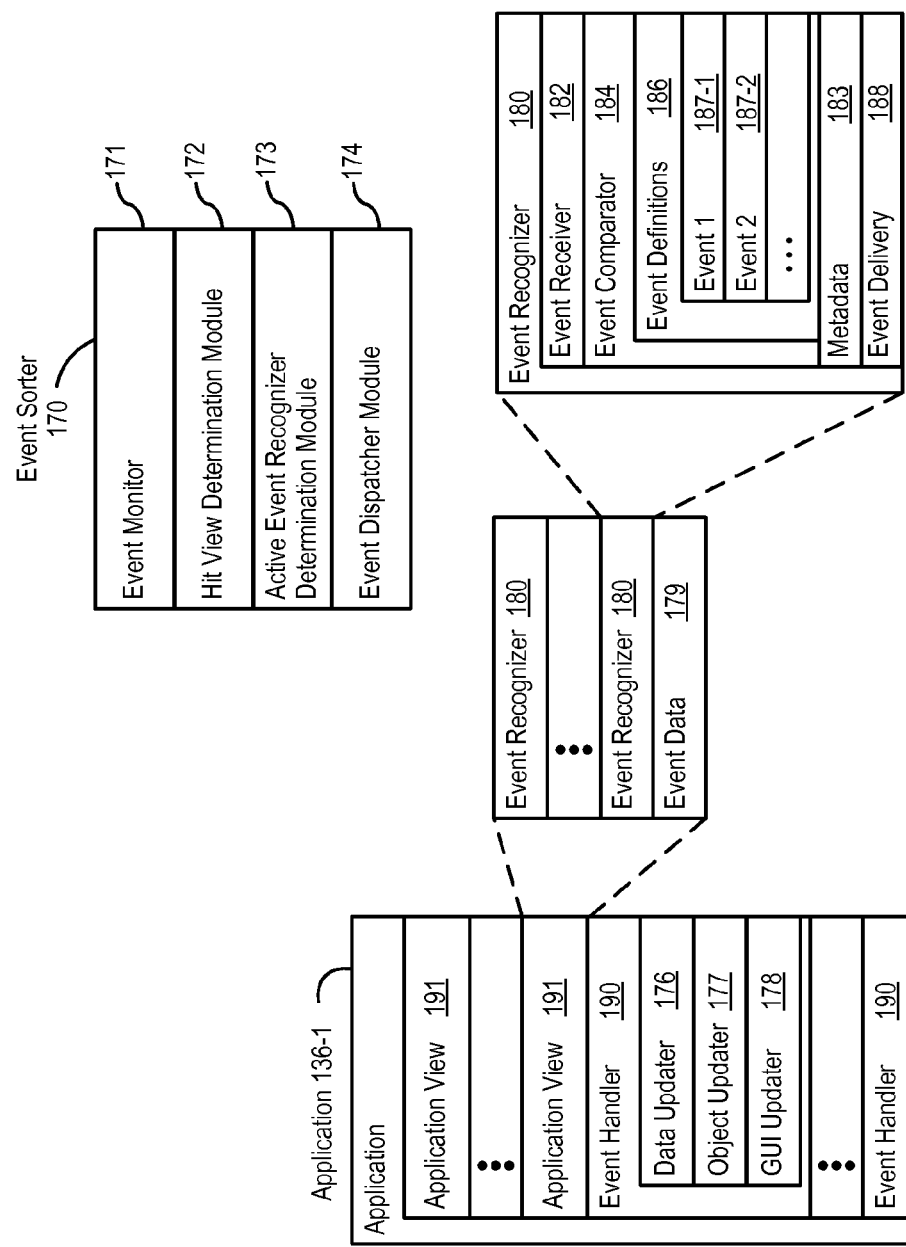 Event Sorter
170
Event Monitor
171
Hit View Determination Module
172
Active Event Recognizer
Determination Module
173
Event Dispatcher Module
174
Application 136-1
Application
Application View 191
Application View 191
Event Handler 190
Data Updater 176
Object Updater 177
GUI Updater 178
Event Handler 190
Event Recognizer 180
Event Recognizer 180
Event Data 179
Event Recognizer 180
Event Receiver 182
Event Comparator 184
Event Definitions 186
Event 1 187-1
Event 2 187-2
Metadata 183
Event Delivery 188